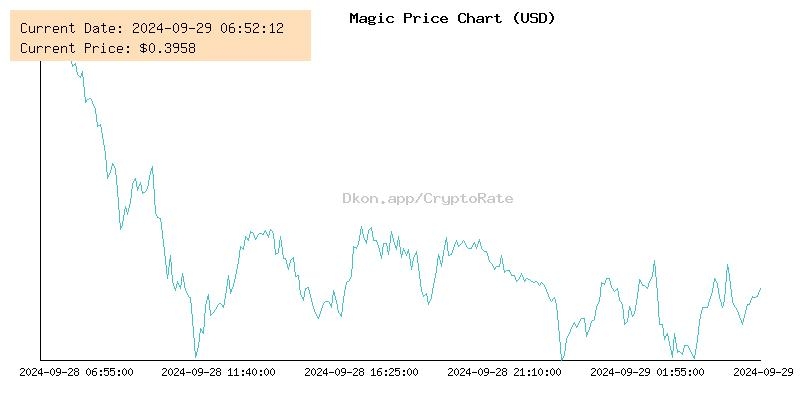 Magic Price Chart (USD)
Current Date: 2024-09-29 06:52:12
Current Price: $0.3958
Dkon.app/CryptoRate
2024-09-28 06:55:00
2024-09-28 11:40:00
2024-09-28 16:25:00
2024-09-28 21:10:00
2024-09-29 01:55:00
2024-09-29